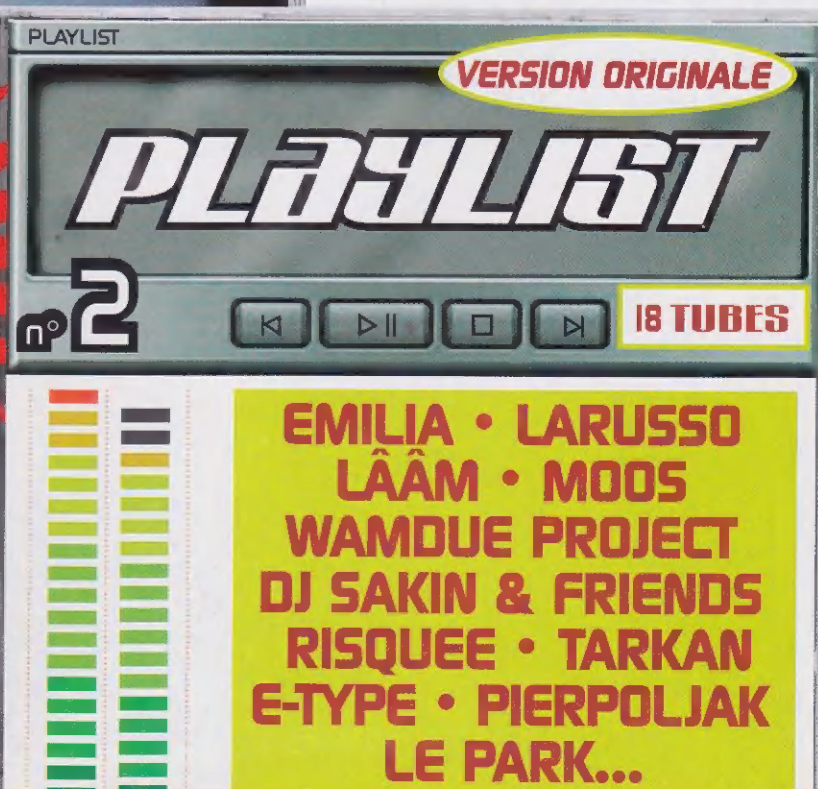 PLAYLIST
VERSION ORIGINALE
PLAYLIST
n° 2
18 TUBES
EMILIA • LARUSSO
LÂÂM • MOOS
WAMDUE PROJECT
DJ SAKIN & FRIENDS
RISQUEE • TARKAN
E-TYPE • PIERPOLJAK
LE PARK...